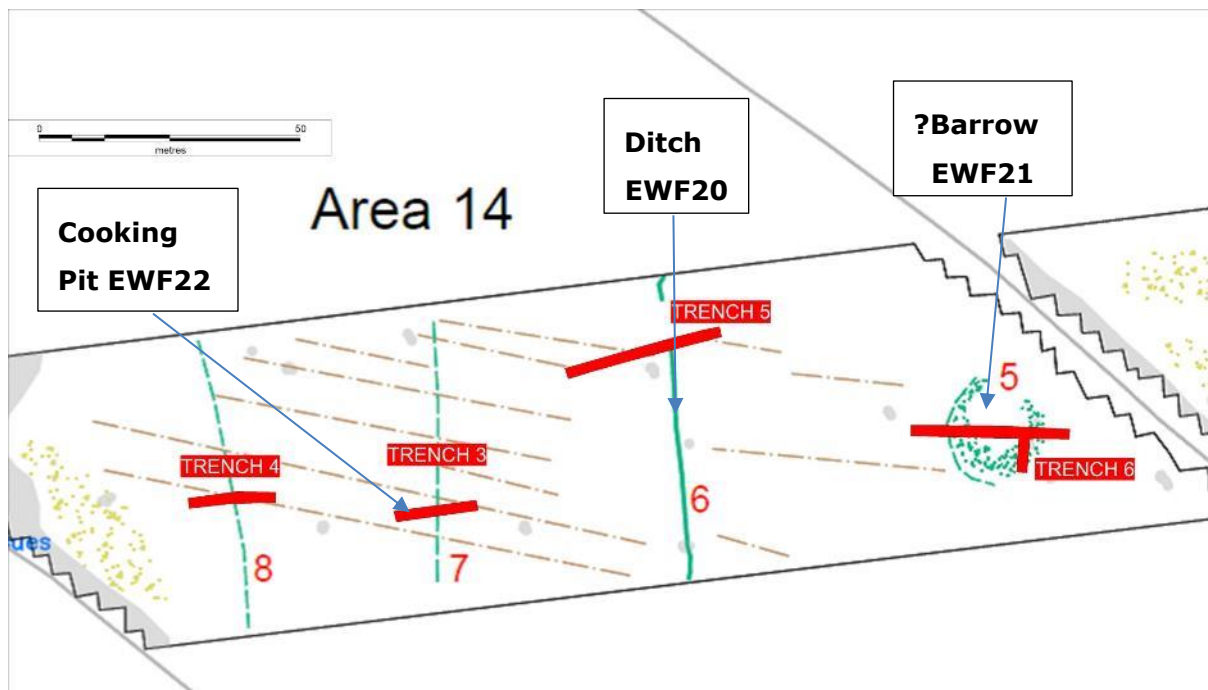 0 50
metres
Area 14
Cooking
Pit EWF22
Ditch
EWF20
?Barrow
EWF21
TRENCH 5
5
TRENCH 4
TRENCH 3
TRENCH 6
6
8
7